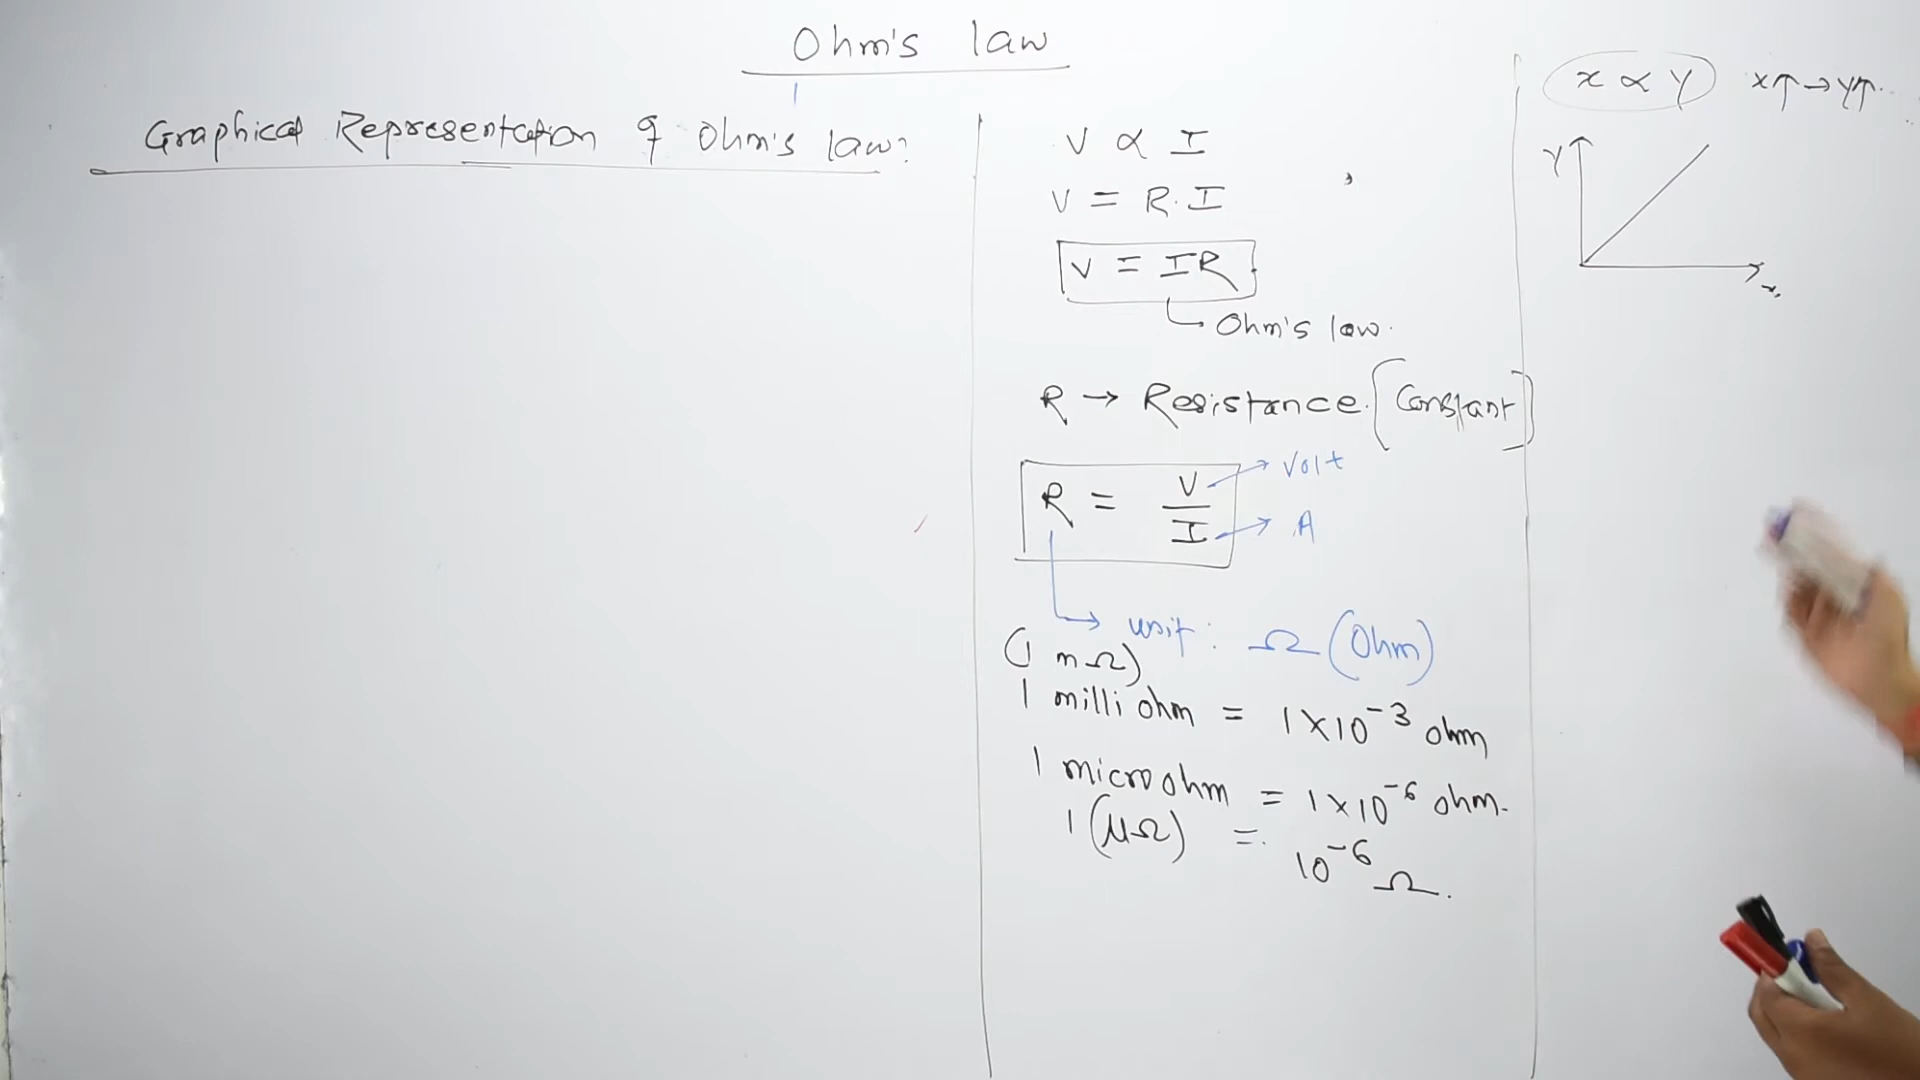 Ohm's law
Graphical Representation of Ohm's law?
V ∝ I
V = R.I
V = IR
Ohm's law.
R → Resistance. [Constant]
R = V/I
Volt
A
unit: Ω (Ohm)
(1 mΩ)
1 milli ohm = 1×10⁻³ ohm
1 micro ohm = 1×10⁻⁶ ohm.
1 (μΩ) = 10⁻⁶ Ω.
x ∝ Y x↑→Y↑.
Y
x